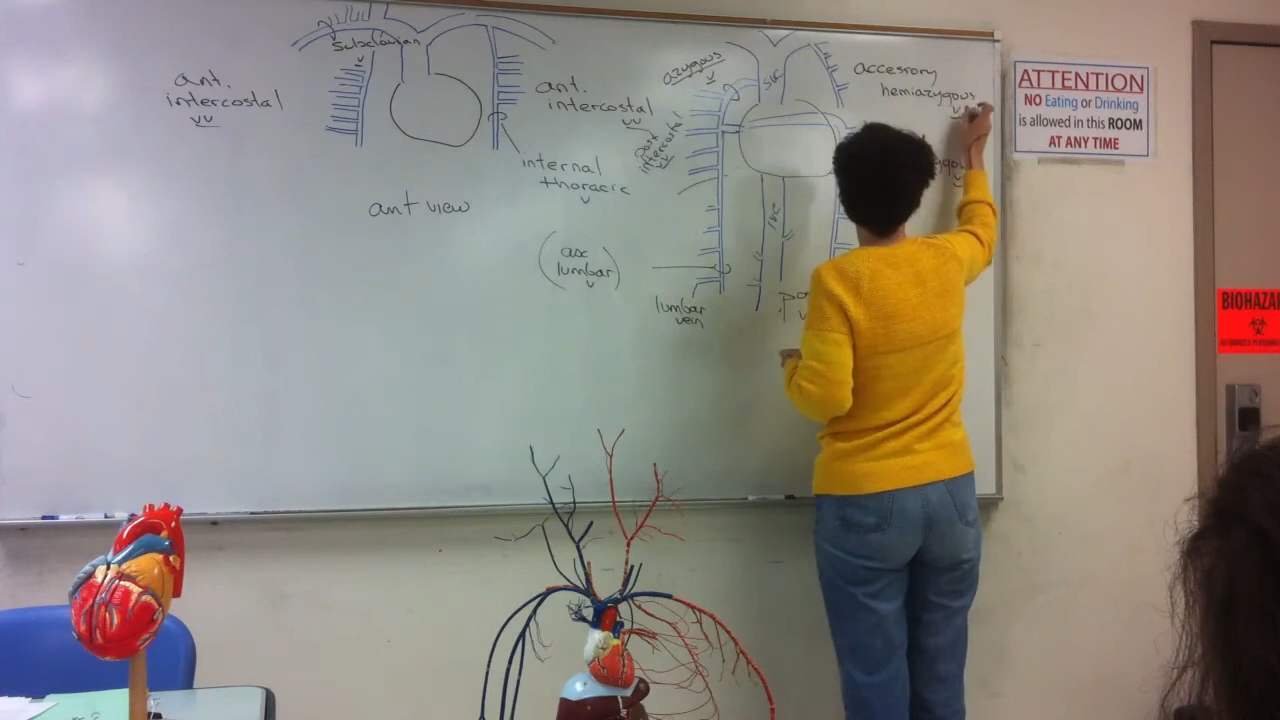 subclavian
v
ant.
intercostal
vv
ant.
intercostal
vv
internal
thoracic
v
ant view
azygous
v
SVC
post
intercostal
vv
accessory
hemiazygous
v
IVC
(asc
lumbar)
v
lumbar
vein
ATTENTION
NO Eating or Drinking
is allowed in this ROOM
AT ANY TIME